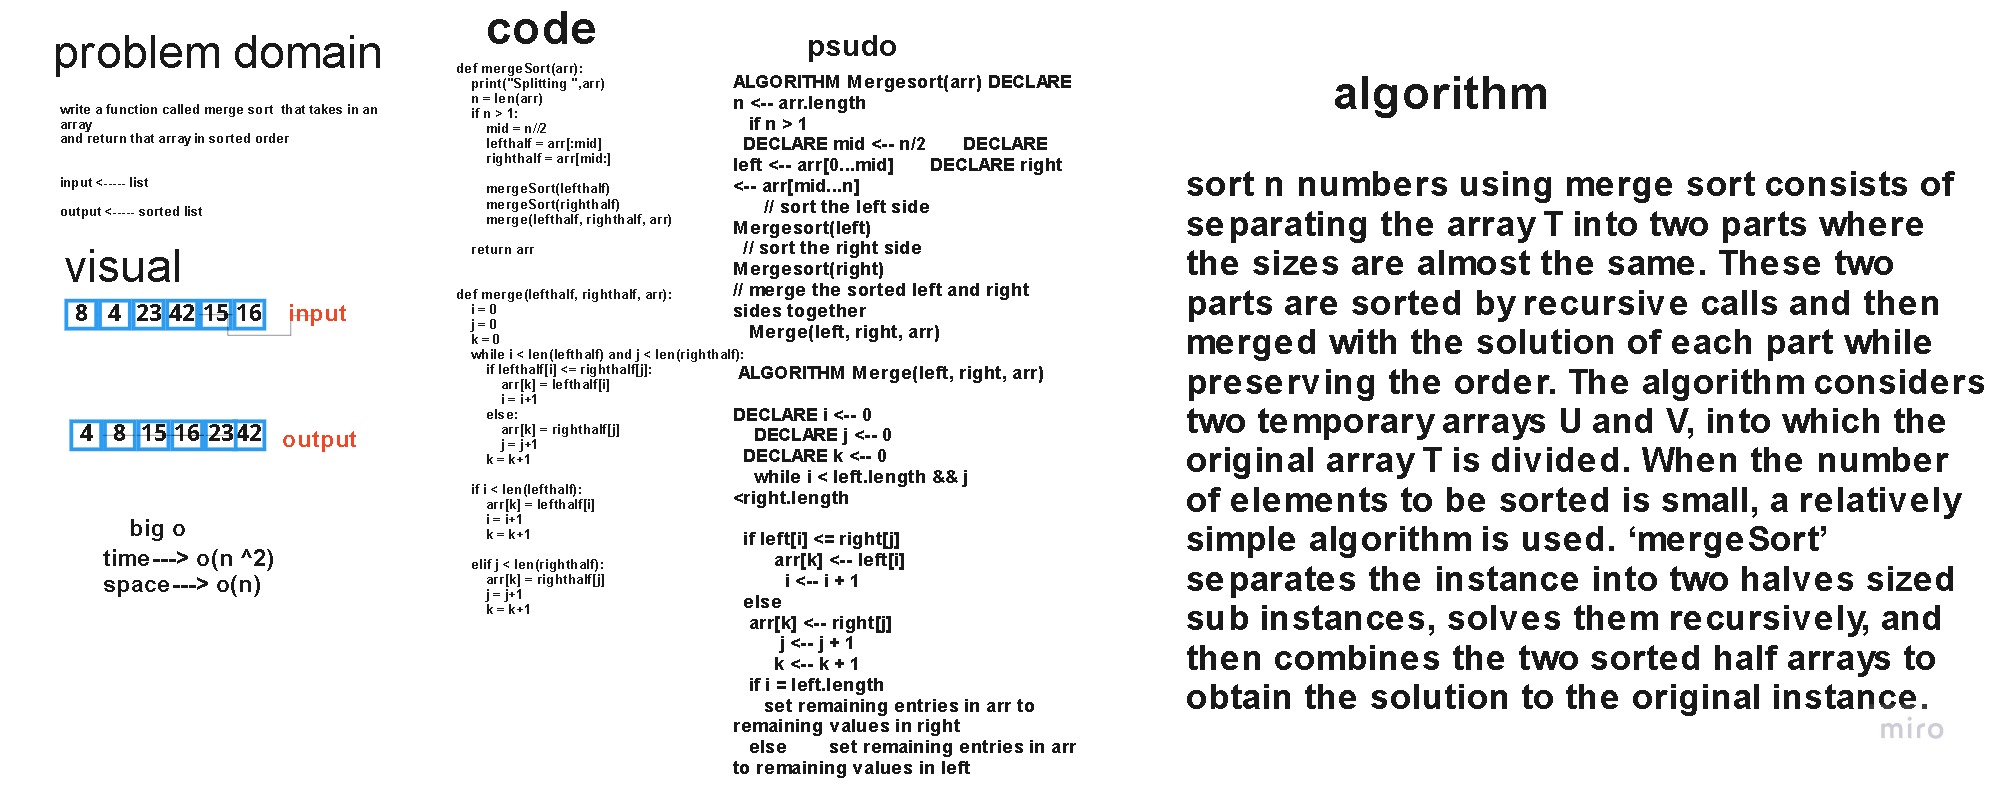 problem domain
write a function called merge sort that takes in an
array
and return that array in sorted order
input <----- list
output <----- sorted list
visual
8 4 23 42 15 16 input
4 8 15 16 23 42 output
big o
time---> o(n ^2)
space---> o(n)
code
def mergeSort(arr):
print("Splitting ",arr)
n = len(arr)
if n > 1:
mid = n//2
lefthalf = arr[:mid]
righthalf = arr[mid:]
mergeSort(lefthalf)
mergeSort(righthalf)
merge(lefthalf, righthalf, arr)
return arr
def merge(lefthalf, righthalf, arr):
i = 0
j = 0
k = 0
while i < len(lefthalf) and j < len(righthalf):
if lefthalf[i] <= righthalf[j]:
arr[k] = lefthalf[i]
i = i+1
else:
arr[k] = righthalf[j]
j = j+1
k = k+1
if i < len(lefthalf):
arr[k] = lefthalf[i]
i = i+1
k = k+1
elif j < len(righthalf):
arr[k] = righthalf[j]
j = j+1
k = k+1
psudo
ALGORITHM Mergesort(arr) DECLARE
n <-- arr.length
if n > 1
DECLARE mid <-- n/2 DECLARE
left <-- arr[0...mid] DECLARE right
<-- arr[mid...n]
// sort the left side
Mergesort(left)
// sort the right side
Mergesort(right)
// merge the sorted left and right
sides together
Merge(left, right, arr)
ALGORITHM Merge(left, right, arr)
DECLARE i <-- 0
DECLARE j <-- 0
DECLARE k <-- 0
while i < left.length && j
<right.length
if left[i] <= right[j]
arr[k] <-- left[i]
i <-- i + 1
else
arr[k] <-- right[j]
j <-- j + 1
k <-- k + 1
if i = left.length
set remaining entries in arr to
remaining values in right
else set remaining entries in arr
to remaining values in left
algorithm
sort n numbers using merge sort consists of
separating the array T into two parts where
the sizes are almost the same. These two
parts are sorted by recursive calls and then
merged with the solution of each part while
preserving the order. The algorithm considers
two temporary arrays U and V, into which the
original array T is divided. When the number
of elements to be sorted is small, a relatively
simple algorithm is used. ‘mergeSort’
separates the instance into two halves sized
sub instances, solves them recursively, and
then combines the two sorted half arrays to
obtain the solution to the original instance.
miro